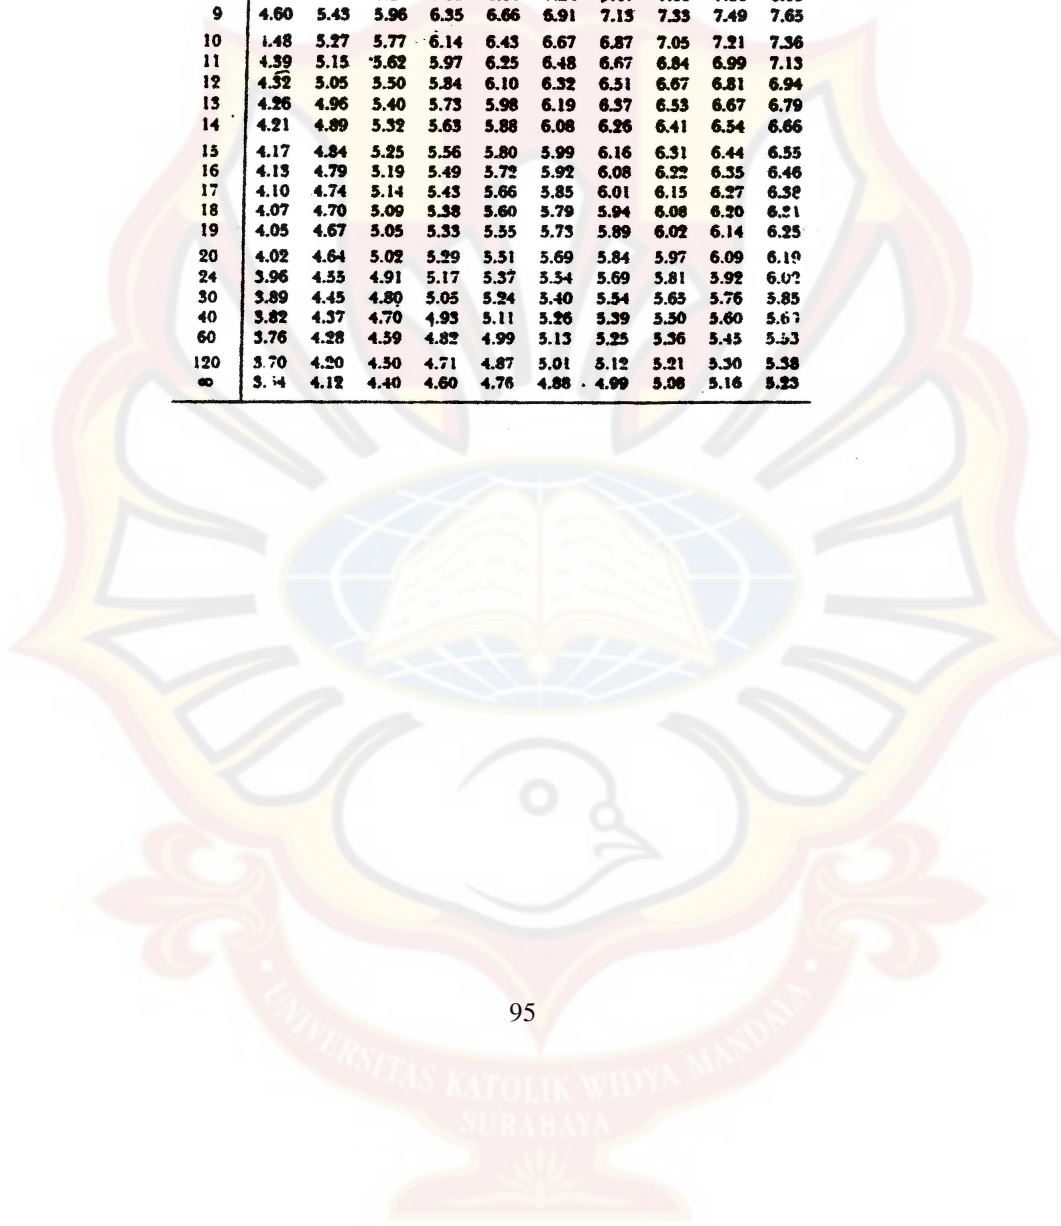 9 4.60 5.43 5.96 6.35 6.66 6.91 7.13 7.33 7.49 7.65
10 4.48 5.27 5.77 6.14 6.43 6.67 6.87 7.05 7.21 7.36
11 4.39 5.15 5.62 5.97 6.25 6.48 6.67 6.84 6.99 7.13
12 4.32 5.05 5.50 5.84 6.10 6.32 6.51 6.67 6.81 6.94
13 4.26 4.96 5.40 5.73 5.98 6.19 6.37 6.53 6.67 6.79
14 4.21 4.89 5.32 5.63 5.88 6.08 6.26 6.41 6.54 6.66
15 4.17 4.84 5.25 5.56 5.80 5.99 6.16 6.31 6.44 6.55
16 4.13 4.79 5.19 5.49 5.72 5.92 6.08 6.22 6.35 6.46
17 4.10 4.74 5.14 5.43 5.66 5.85 6.01 6.15 6.27 6.38
18 4.07 4.70 5.09 5.38 5.60 5.79 5.94 6.08 6.20
19 4.05 4.67 5.05 5.33 5.55 5.73 5.89 6.02 6.14 6.25
20 4.02 4.64 5.02 5.29 5.51 5.69 5.84 5.97 6.09 6.19
24 3.96 4.55 4.91 5.17 5.37 5.54 5.69 5.81 5.92 6.02
30 3.89 4.45 4.80 5.05 5.24 5.40 5.54 5.65 5.76 5.85
40 3.82 4.37 4.70 4.93 5.11 5.26 5.39 5.50 5.60
60 3.76 4.28 4.59 4.82 4.99 5.13 5.25 5.36 5.45 5.53
120 3.70 4.20 4.50 4.71 4.87 5.01 5.12 5.21 5.30 5.38
∞ 4.12 4.40 4.60 4.76 4.88 4.99 5.08 5.16 5.23
95
UNIVERSITAS KATOLIK WIDYA MANDALA
SURABAYA